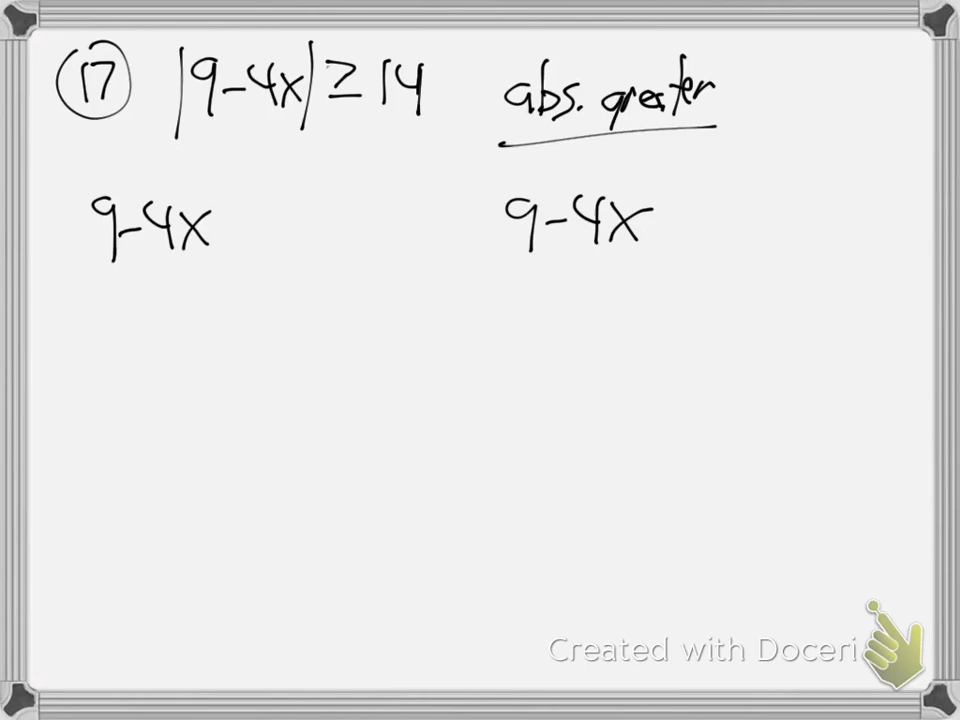 17 |9-4x| ≥ 14 abs. greater
9-4x 9-4x
Created with Doceri